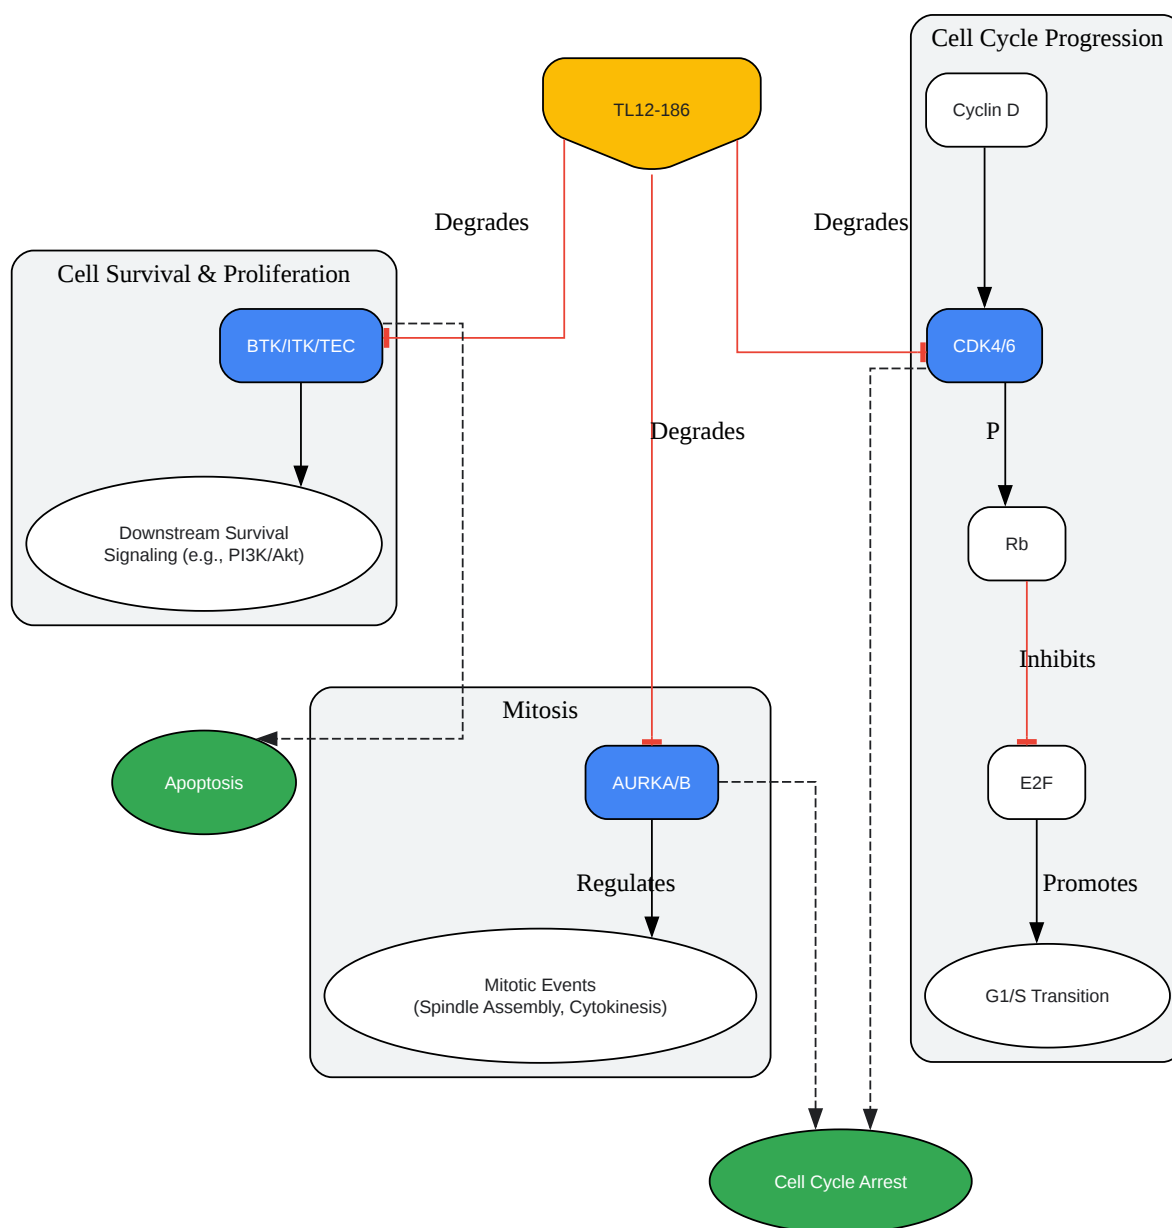 Cell Cycle Progression
TL12-186
Cyclin D
Degrades
Degrades
Cell Survival & Proliferation
BTK/ITK/TEC
CDK4/6
Degrades
P
Downstream Survival
Signaling (e.g., PI3K/Akt)
Rb
Inhibits
Mitosis
Apoptosis
AURKA/B
E2F
Regulates
Promotes
Mitotic Events
(Spindle Assembly, Cytokinesis)
G1/S Transition
Cell Cycle Arrest